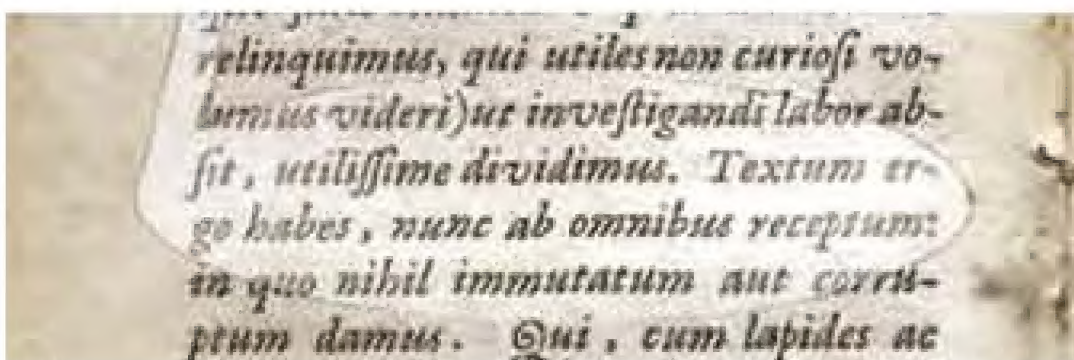 relinquimus, qui utiles non curioſi vo-
lumus videri) ut inveſtigandi labor ab-
ſit, utiliſſime dividimus. Textum er-
go habes, nunc ab omnibus receptum:
in quo nihil immutatum aut corru-
ptum damus. Qui, cum lapides ac